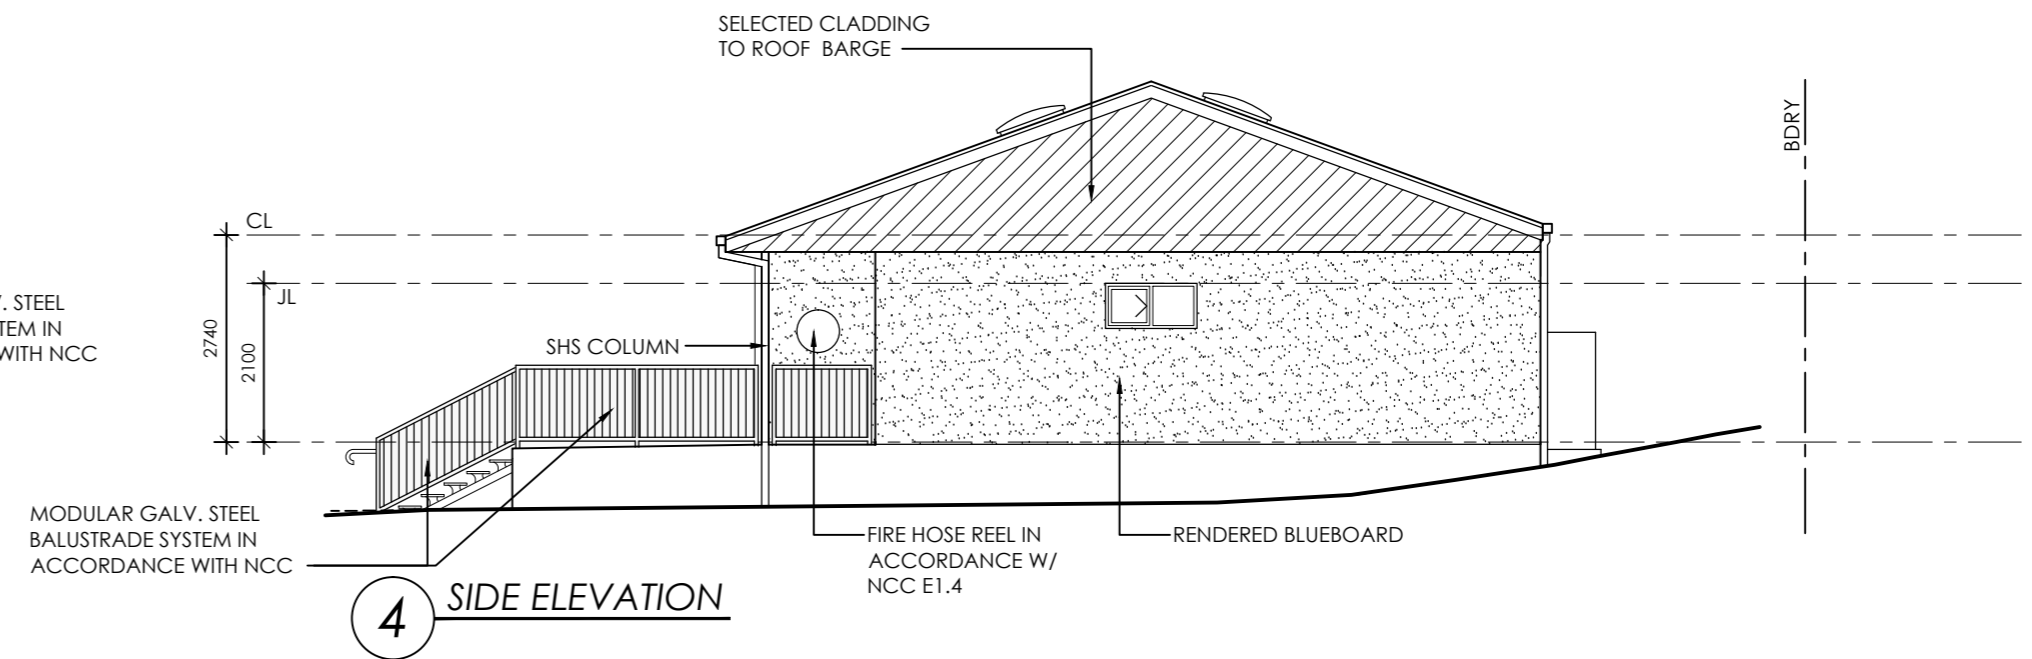 SELECTED CLADDING
TO ROOF BARGE
BDRY
CL
JL
. STEEL
TEM IN
WITH NCC
2740
2100
SHS COLUMN
MODULAR GALV. STEEL
BALUSTRADE SYSTEM IN
ACCORDANCE WITH NCC
FIRE HOSE REEL IN
ACCORDANCE W/
NCC E1.4
RENDERED BLUEBOARD
4 SIDE ELEVATION